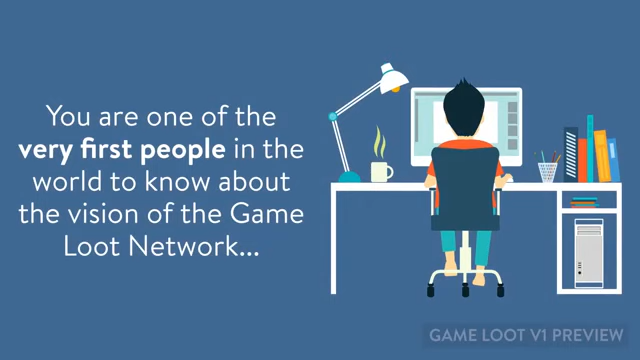 You are one of the
very first people in the
world to know about
the vision of the Game
Loot Network...
GAME LOOT V1 PREVIEW